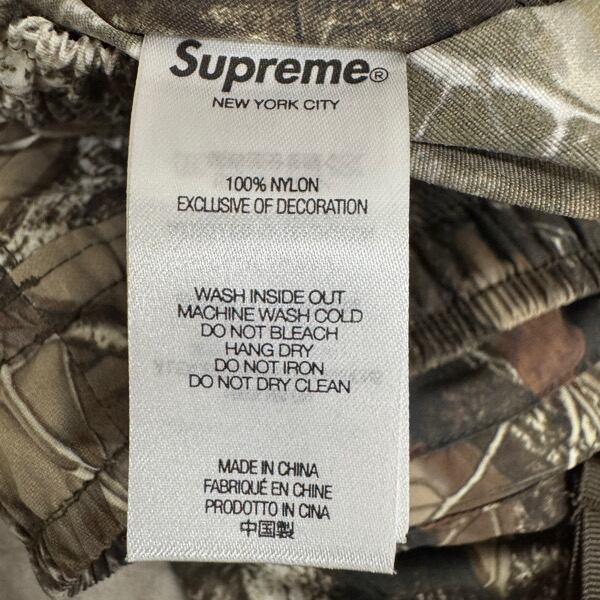 Supreme®
NEW YORK CITY
100% NYLON
EXCLUSIVE OF DECORATION
WASH INSIDE OUT
MACHINE WASH COLD
DO NOT BLEACH
HANG DRY
DO NOT IRON
DO NOT DRY CLEAN
MADE IN CHINA
FABRIQUÉ EN CHINE
PRODOTTO IN CINA
中国製